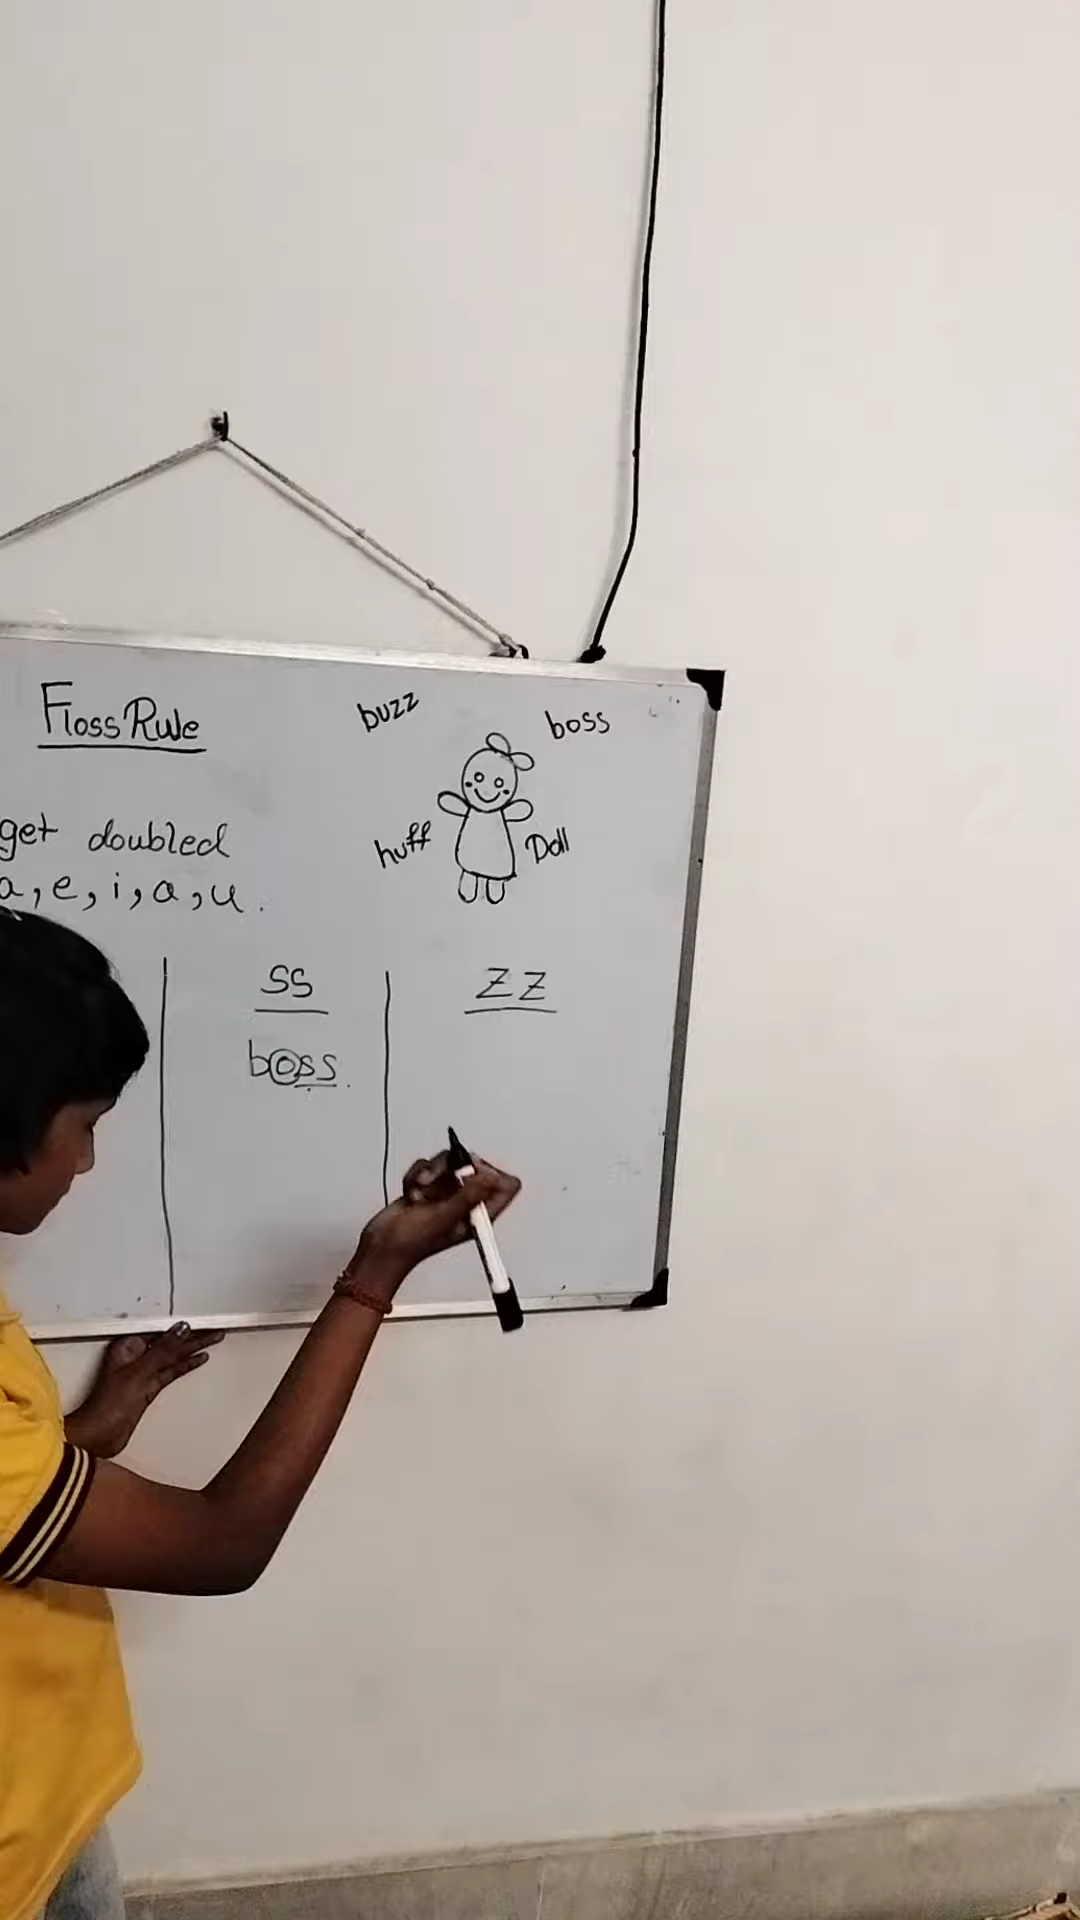 Floss Rule
buzz
boss
huff
Doll
get doubled
a, e, i, o, u.
ss
zz
boss.